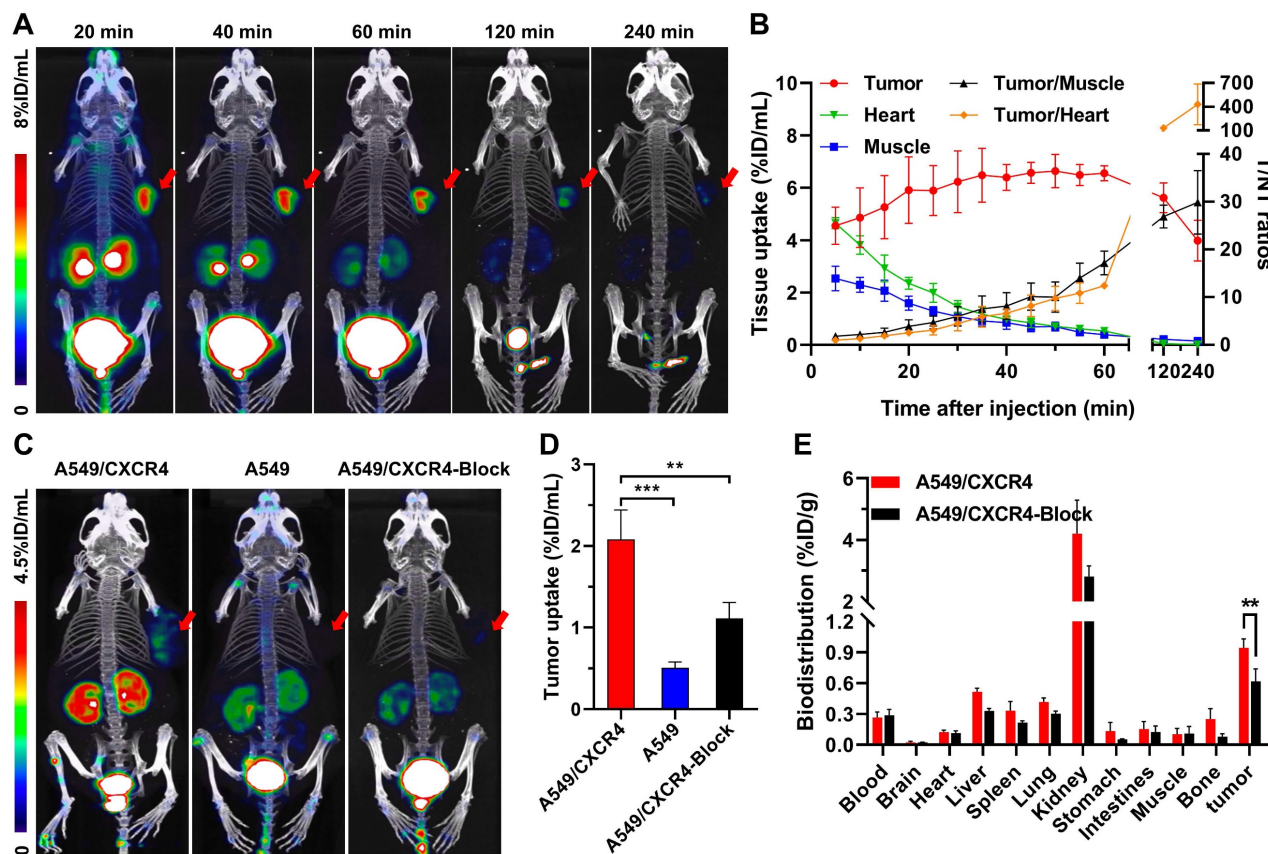 A
20 min 40 min 60 min 120 min 240 min
8%ID/mL
0
B
Tumor
Heart
Muscle
Tumor/Muscle
Tumor/Heart
Tissue uptake (%ID/mL)
10
8
6
4
2
0
700
400
100
40
30
20
10
0
T/NT ratios
0 20 40 60 120 240
Time after injection (min)
C
A549/CXCR4 A549 A549/CXCR4-Block
4.5%ID/mL
0
D
Tumor uptake (%ID/mL)
3
2
1
0
**
***
A549/CXCR4
A549
A549/CXCR4-Block
E
A549/CXCR4
A549/CXCR4-Block
Biodistribution (%ID/g)
6
4
2
1.2
0.9
0.6
0.3
0.0
**
Blood
Brain
Heart
Liver
Spleen
Lung
Kidney
Stomach
Intestines
Muscle
Bone
tumor